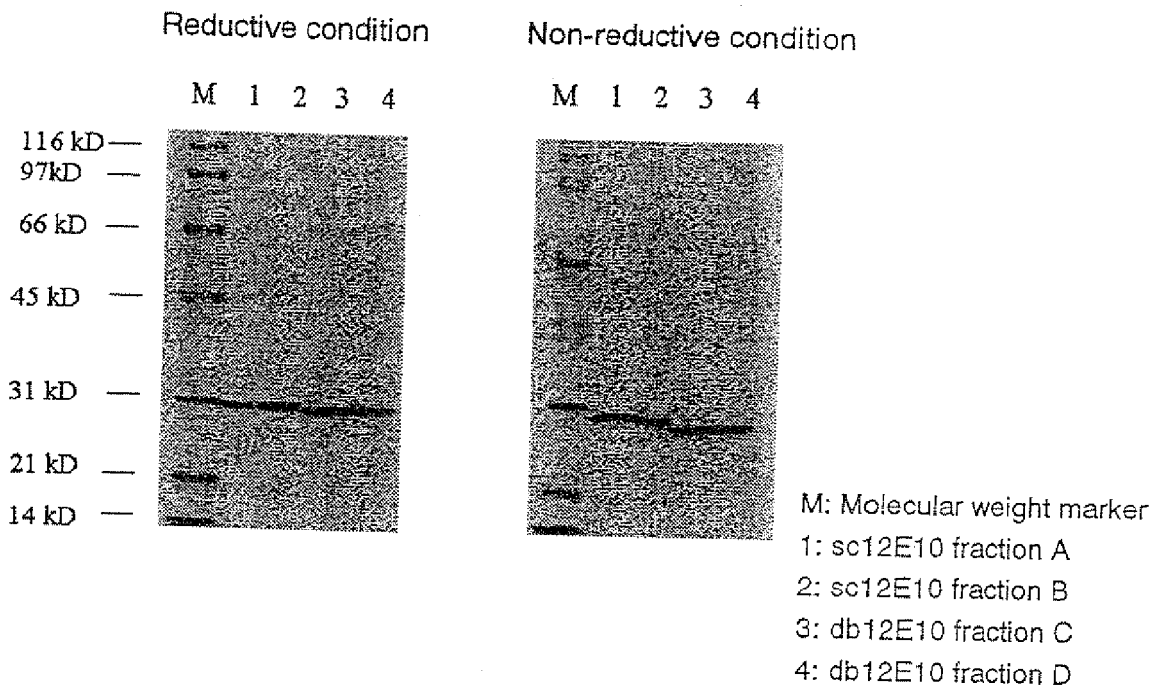 Reductive condition
Non-reductive condition
M 1 2 3 4
M 1 2 3 4
116 kD
97kD
66 kD
45 kD
31 kD
21 kD
14 kD
M: Molecular weight marker
1: sc12E10 fraction A
2: sc12E10 fraction B
3: db12E10 fraction C
4: db12E10 fraction D